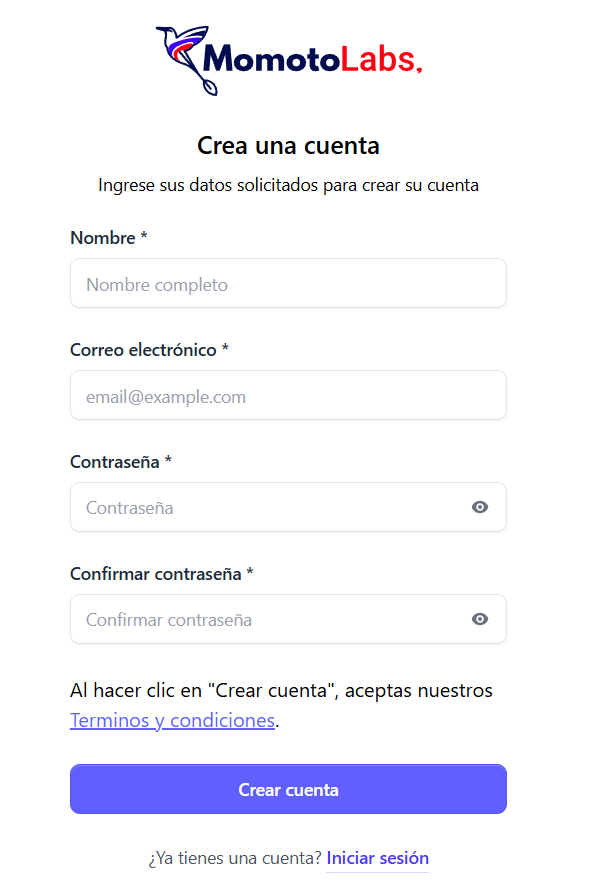 MomotoLabs.
Crea una cuenta
Ingrese sus datos solicitados para crear su cuenta
Nombre *
Nombre completo
Correo electrónico *
email@example.com
Contraseña *
Contraseña
Confirmar contraseña *
Confirmar contraseña
Al hacer clic en "Crear cuenta", aceptas nuestros
Terminos y condiciones.
Crear cuenta
¿Ya tienes una cuenta? Iniciar sesión